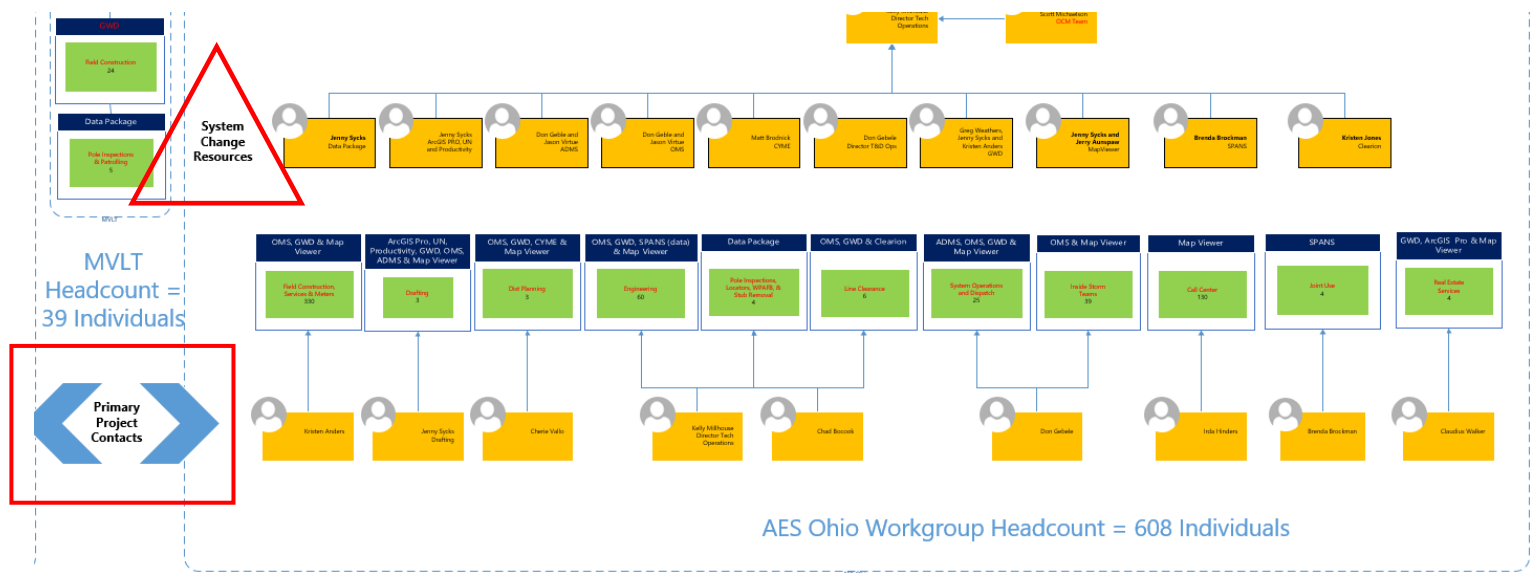 GWD
Field Construction
24
Data Package
Pole Inspections
& Patrolling
5
MVLT
MVLT
Headcount =
39 Individuals
System
Change
Resources
Director Tech
Operations
Scott Michaelson
OCM Team
Jenny Sycks
Data Package
Jenny Sycks
ArcGIS PRO, UN
and Productivity
Don Geble and
Jason Virtue
ADMS
Don Geble and
Jason Virtue
OMS
Matt Brodnick
CYME
Don Gebele
Director T&D Ops
Greg Weathers,
Jenny Sycks and
Kristen Anders
GWD
Jenny Sycks and
Jerry Aunspaw
MapViewer
Brenda Brockman
SPANS
Kristen Jones
Clearion
OMS, GWD & Map
Viewer
Field Construction,
Services & Meters
330
ArcGIS Pro, UN,
Productivity, GWD, OMS,
ADMS & Map Viewer
Drafting
3
OMS, GWD, CYME &
Map Viewer
Dist Planning
3
OMS, GWD, SPANS (data)
& Map Viewer
Engineering
60
Data Package
Pole Inspections,
Locators, WPAFB, &
Stub Removal
4
OMS, GWD & Clearion
Line Clearance
6
ADMS, OMS, GWD &
Map Viewer
System Operations
and Dispatch
25
OMS & Map Viewer
Inside Storm
Teams
39
Map Viewer
Call Center
130
SPANS
Joint Use
4
GWD, ArcGIS Pro & Map
Viewer
Real Estate
Services
4
Primary
Project
Contacts
Kristen Anders
Jenny Sycks
Drafting
Cherie Vallo
Kelly Millhouse
Director Tech
Operations
Chad Bocook
Don Gebele
Irida Hinders
Brenda Brockman
Claudius Walker
AES Ohio Workgroup Headcount = 608 Individuals